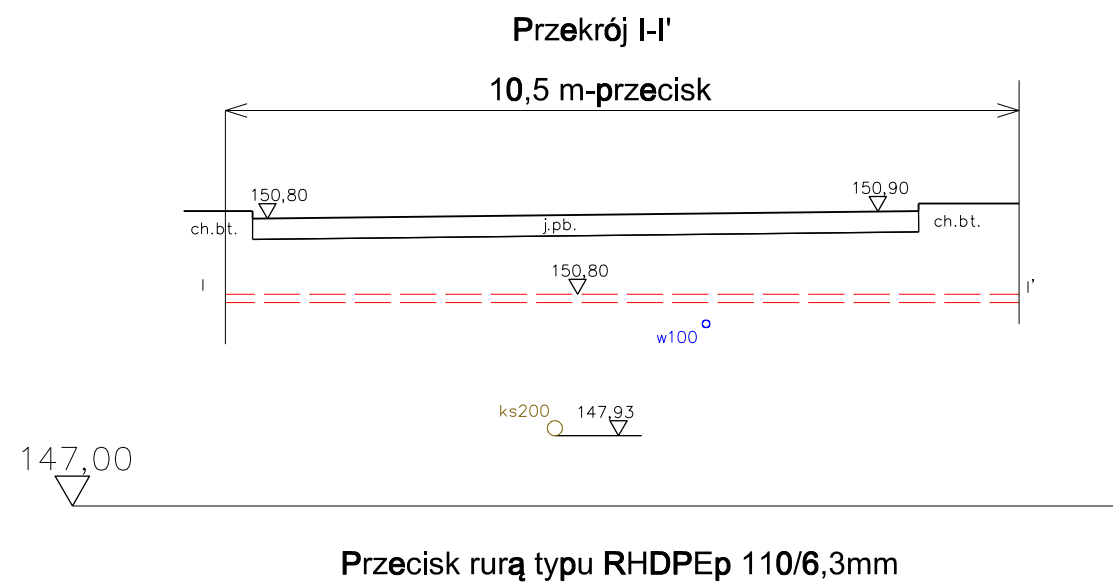 Przekrój I-I'
10,5 m-przecisk
150,80
150,90
ch.bt.
j.pb.
ch.bt.
150,80
I
I'
w100
ks200
147,93
147,00
Przecisk rurą typu RHDPEp 110/6,3mm